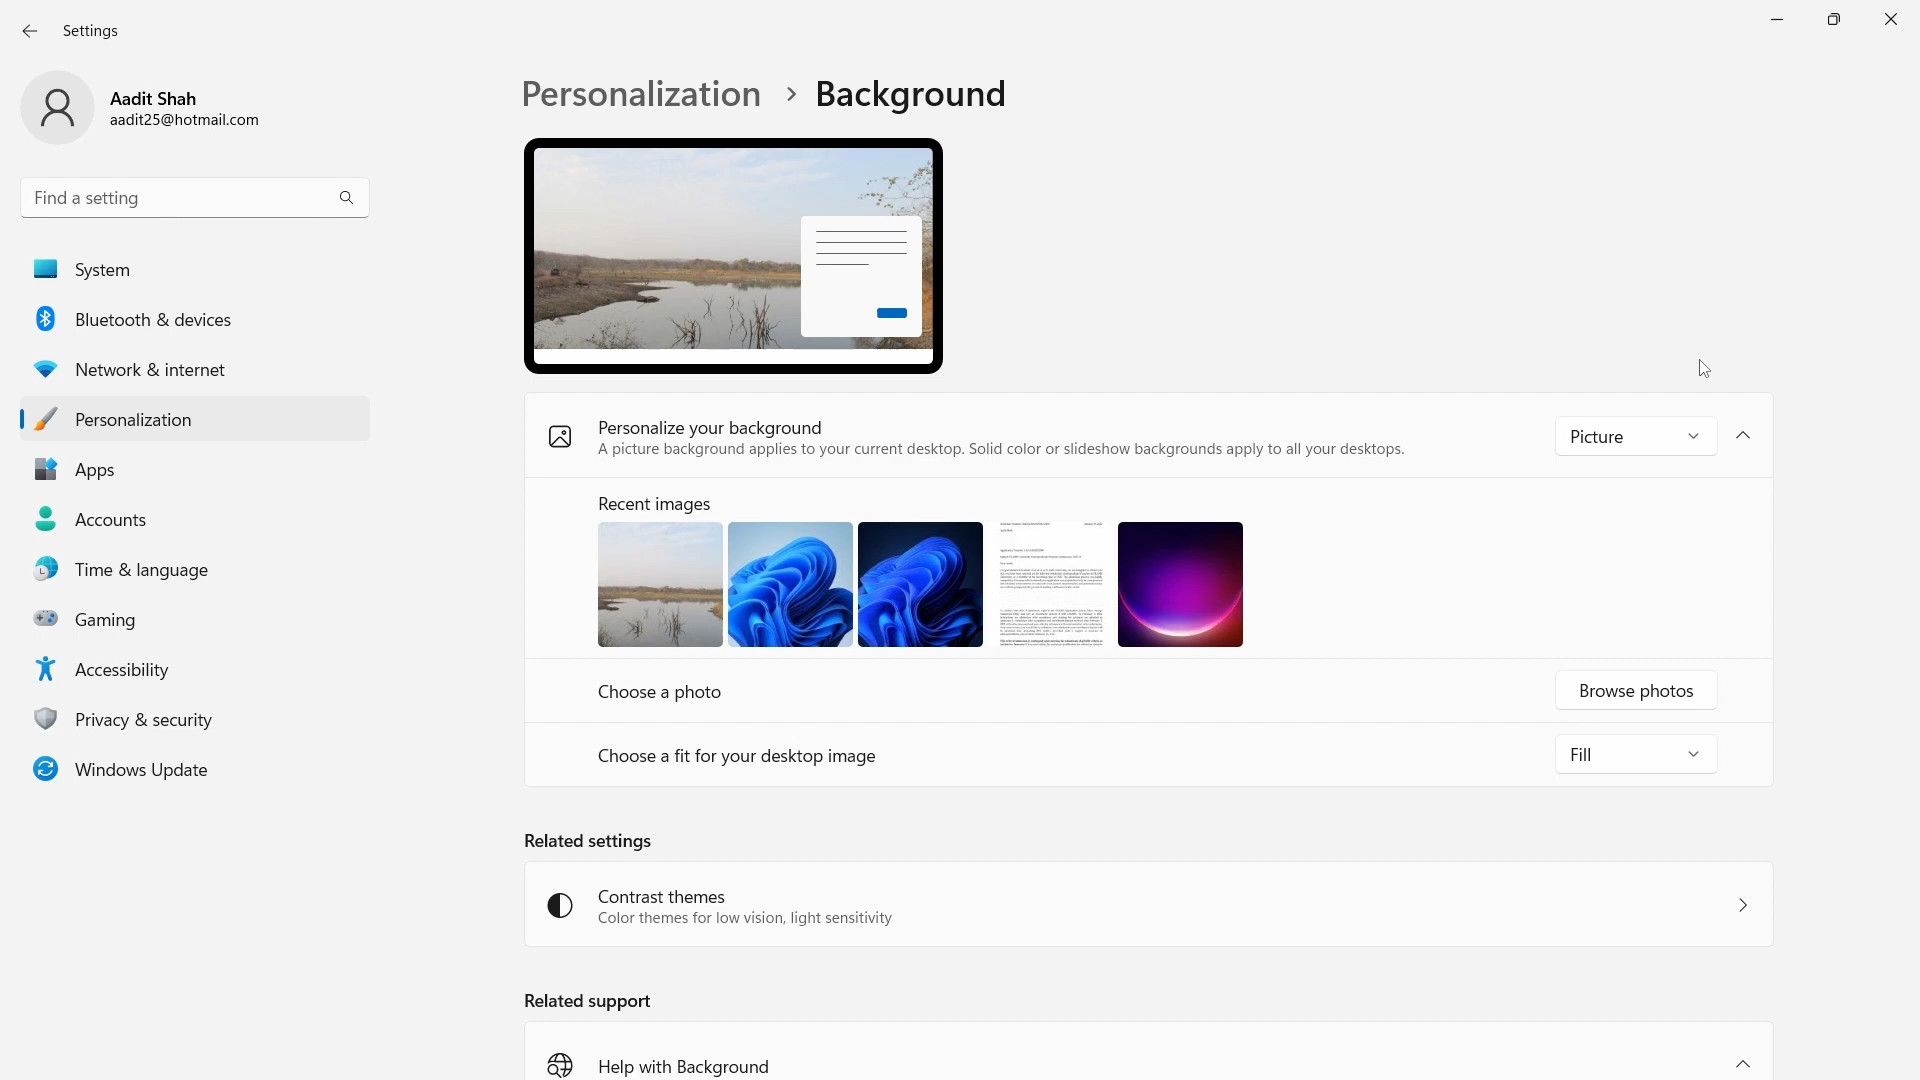 Settings
Aadit Shah
aadit25@hotmail.com
Find a setting
System
Bluetooth & devices
Network & internet
Personalization
Apps
Accounts
Time & language
Gaming
Accessibility
Privacy & security
Windows Update
Personalization > Background
Personalize your background
A picture background applies to your current desktop. Solid color or slideshow backgrounds apply to all your desktops.
Picture
Recent images
Choose a photo
Browse photos
Choose a fit for your desktop image
Fill
Related settings
Contrast themes
Color themes for low vision, light sensitivity
Related support
Help with Background